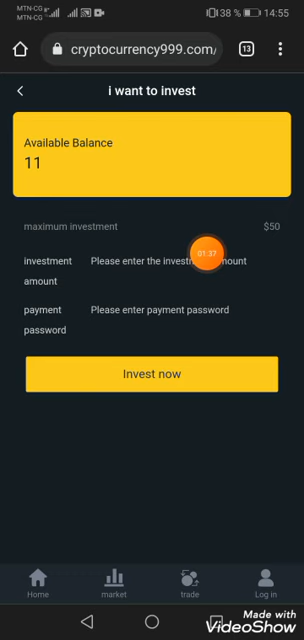 MTN-CG
MTN-CG
38 %
14:55
cryptocurrency999.com/
13
i want to invest
Available Balance
11
maximum investment $50
investment amount
Please enter the mount
01:37
payment password
Please enter payment password
Invest now
Home
market
trade
Log in
Made with
VideoShow